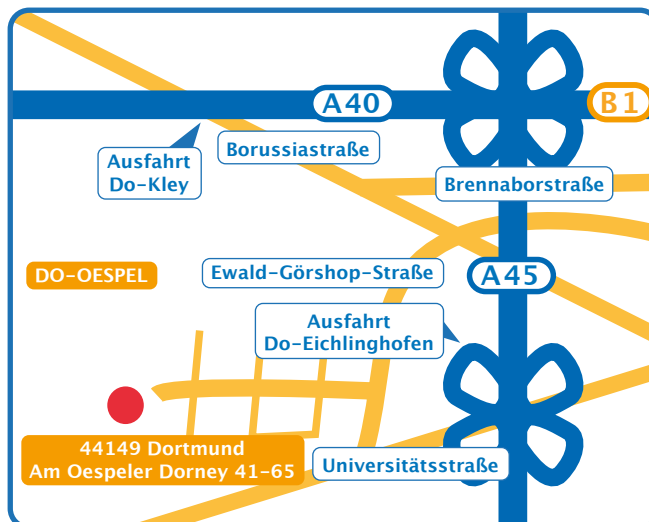 A40
B1
Borussiastraße
Ausfahrt
Do-Kley
Brennaborstraße
DO-OESPEL
Ewald-Görshop-Straße
A45
Ausfahrt
Do-Eichlinghofen
44149 Dortmund
Am Oespeler Dorney 41-65
Universitätsstraße